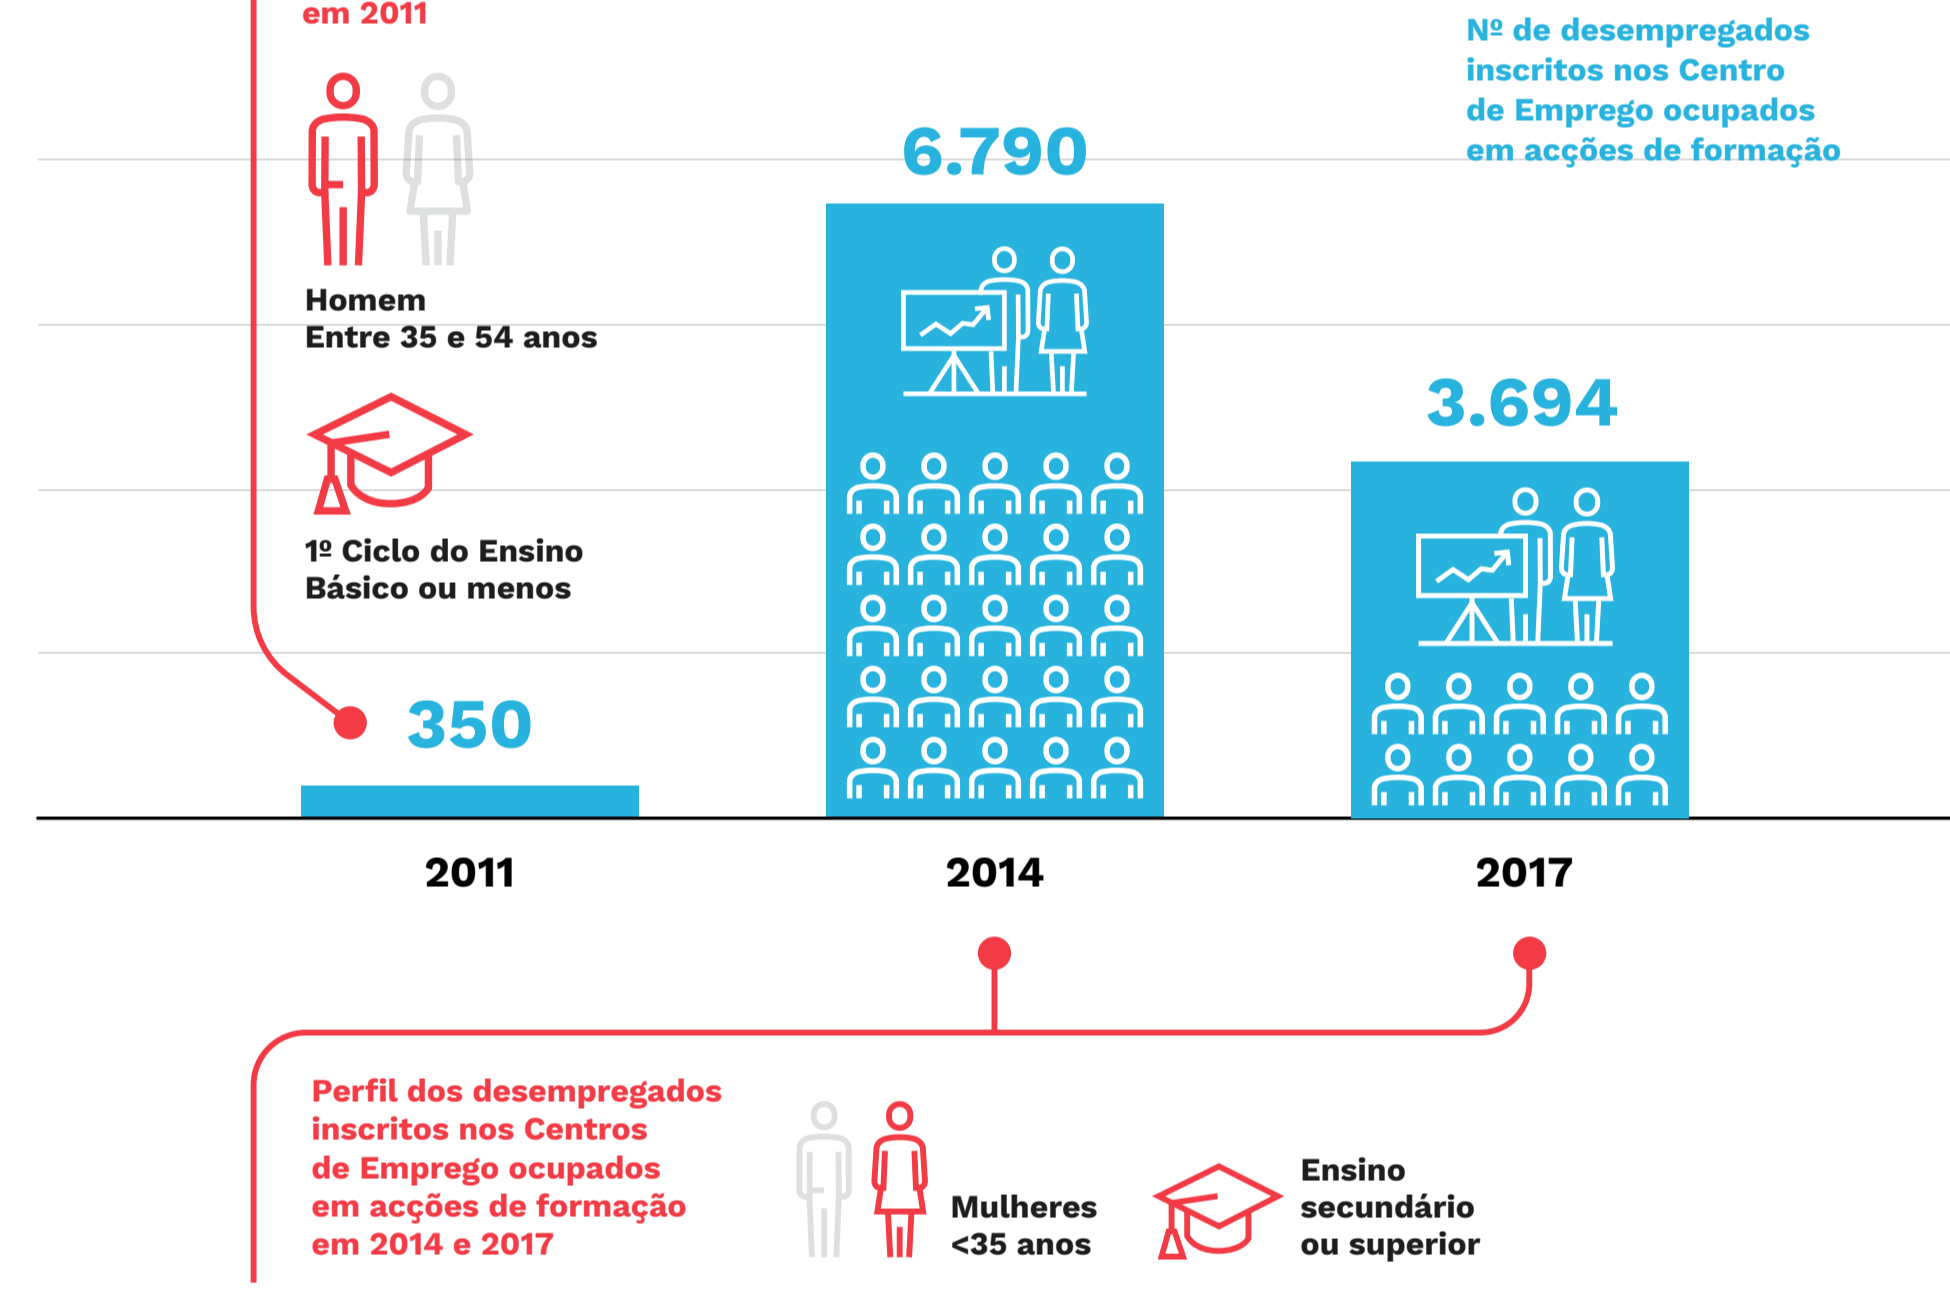 em 2011
Nº de desempregados
inscritos nos Centro
de Emprego ocupados
em acções de formação
Homem
Entre 35 e 54 anos
1º Ciclo do Ensino
Básico ou menos
350
6.790
3.694
2011
2014
2017
Perfil dos desempregados
inscritos nos Centros
de Emprego ocupados
em acções de formação
em 2014 e 2017
Mulheres
<35 anos
Ensino
secundário
ou superior